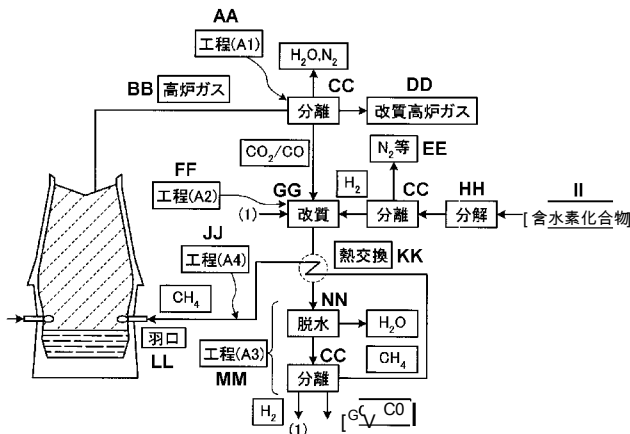 AA
工程(A1)
H2O,N2
BB 高炉ガス
CC
分離
DD
改質高炉ガス
CO2/CO
N2等 EE
FF
工程(A2)
GG
H2
CC
HH
II
(1)
改質
分離
分解
[含水素化合物]
JJ
工程(A4)
熱交換 KK
CH4
NN
脱水
H2O
羽口
LL
工程(A3)
MM
CC
分離
CH4
H2
(1)